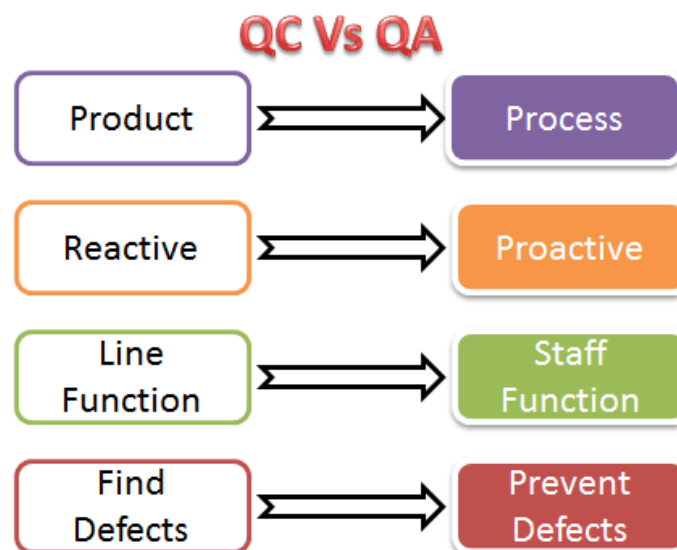 QC Vs QA
Product
Process
Reactive
Proactive
Line
Function
Staff
Function
Find
Defects
Prevent
Defects